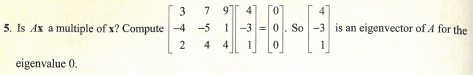 5. Is Ax a multiple of x? Compute [3 7 9; -4 -5 1; 2 4 4] [4; -3; 1] = [0; 0; 0]. So [4; -3; 1] is an eigenvector of A for the
eigenvalue 0.